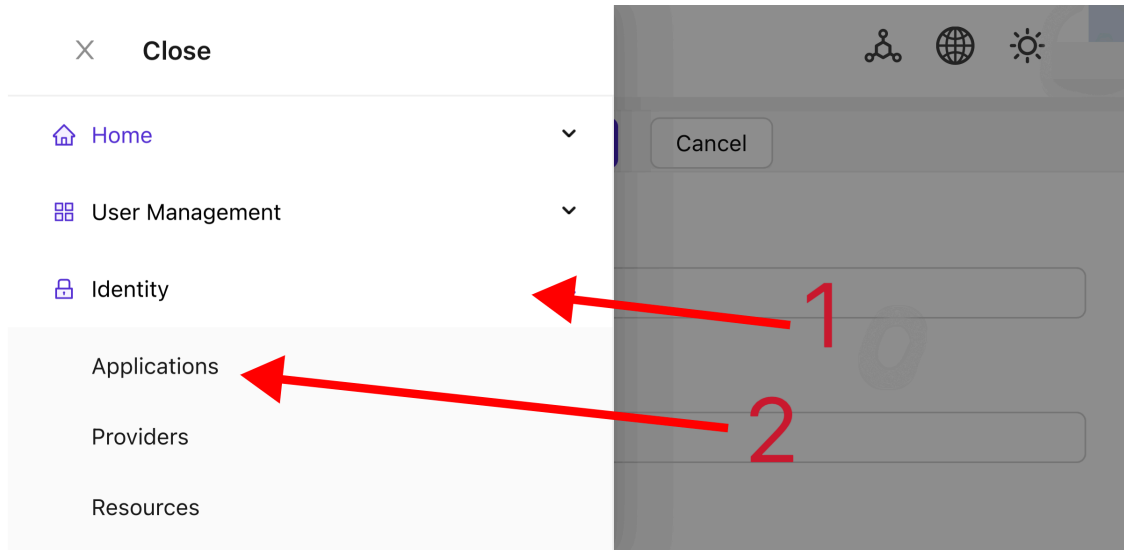 Close
Home
Cancel
User Management
Identity
1
Applications
2
Providers
Resources